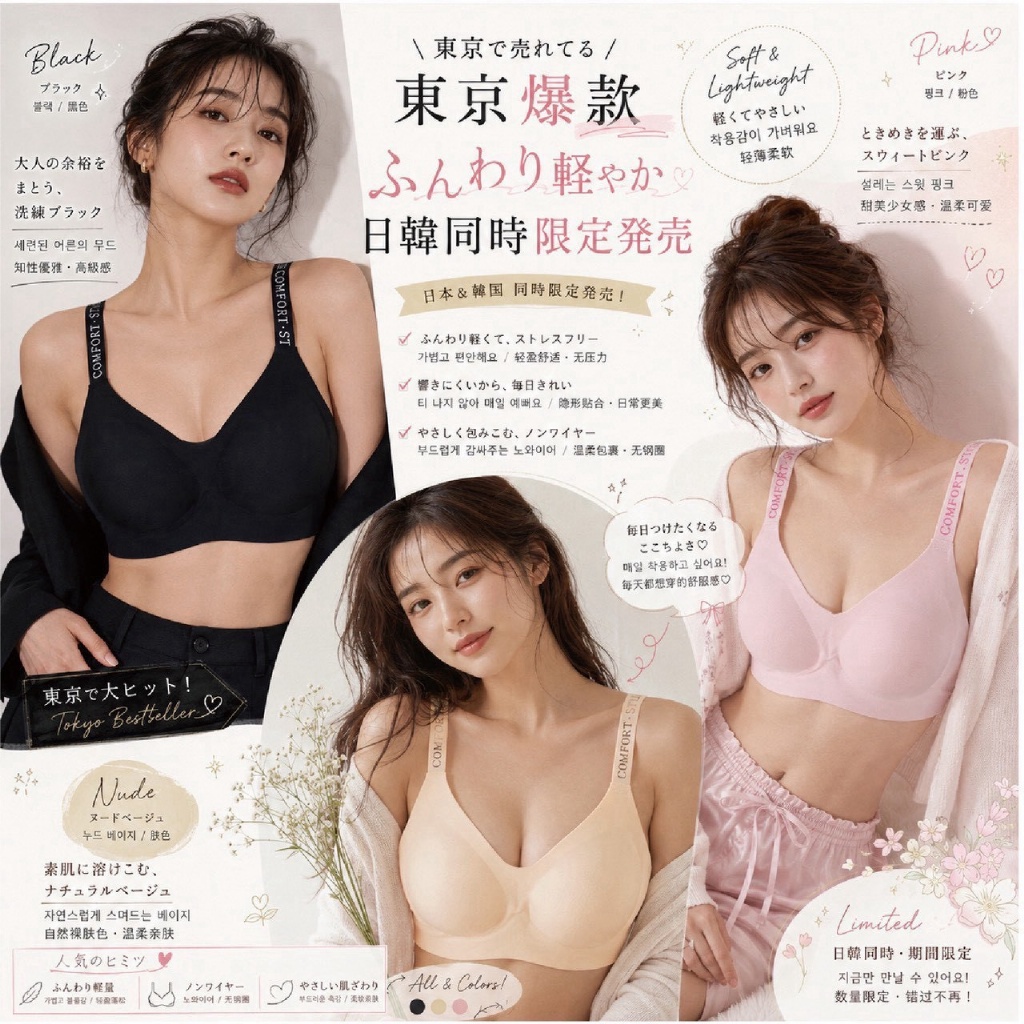 Black
ブラック
블랙 / 黒色
大人の余裕を
まとう、
洗練ブラック
세련된 어른의 무드
知性優雅・高級感
\ 東京で売れてる /
東京爆款
ふんわり軽やか
日韓同時限定発売
日本&韓国 同時限定発売!
Soft &
Lightweight
軽くてやさしい
착용감이 가벼워요
轻薄柔软
Pink
ピンク
핑크 / 粉色
ときめきを運ぶ、
スウィートピンク
설레는 스윗 핑크
甜美少女感・温柔可爱
ふんわり軽くて、ストレスフリー
가볍고 편안해요 / 轻盈舒适・无压力
響きにくいから、毎日きれい
티 나지 않아 매일 예뻐요 / 隐形贴合・日常更美
やさしく包みこむ、ノンワイヤー
부드럽게 감싸주는 노와이어 / 温柔包裹・无钢圈
COMFORT・ST
COMFORT・ST
COMFORT・ST
COMFORT・ST
COM
COMFORT・ST
毎日つけたくなる
ここちよさ♡
매일 착용하고 싶어요!
每天都想穿的舒服感♡
東京で大ヒット!
Tokyo Bestseller
Nude
ヌードベージュ
누드 베이지 / 肤色
素肌に溶けこむ、
ナチュラルベージュ
자연스럽게 스며드는 베이지
自然裸肤色・温柔亲肤
人気のヒミツ
ふんわり軽量
ノンワイヤー
노와이어 / 无钢圈
やさしい肌ざわり
All & Colors!
Limited
日韓同時・期間限定
지금만 만날 수 있어요!
数量限定・错过不再!